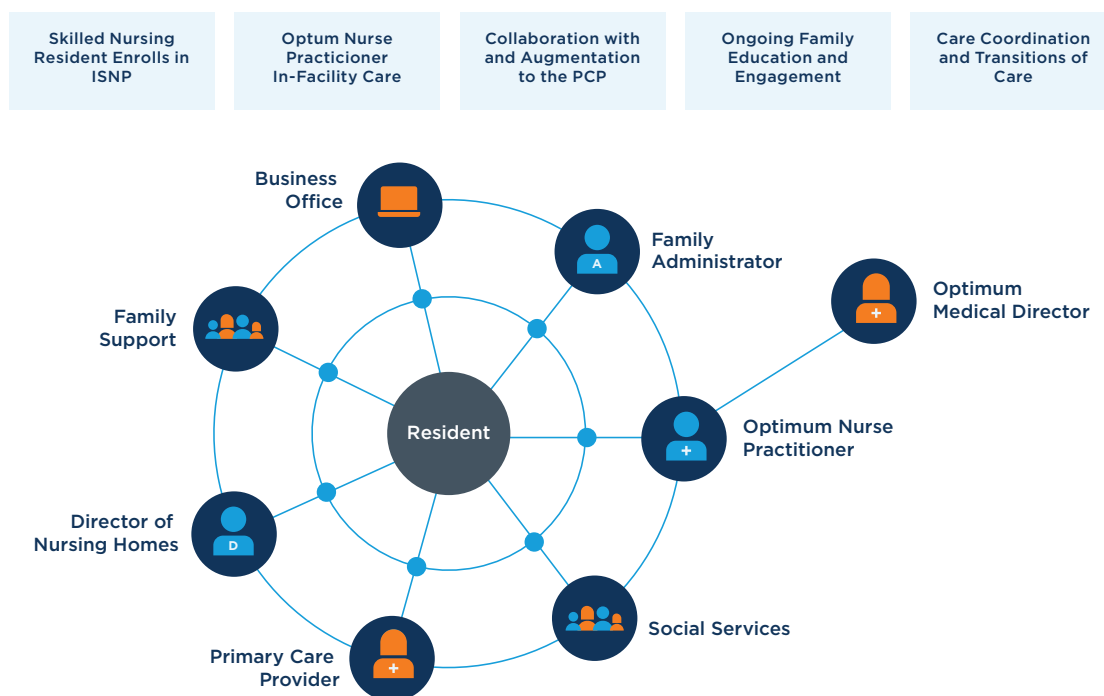 Skilled Nursing
Resident Enrolls in
ISNP
Optum Nurse
Practicioner
In-Facility Care
Collaboration with
and Augmentation
to the PCP
Ongoing Family
Education and
Engagement
Care Coordination
and Transitions of
Care
Business
Office
A
Family
Administrator
Optimum
Medical Director
Family
Support
Resident
Optimum Nurse
Practitioner
Director of
Nursing Homes
D
Social Services
Primary Care
Provider